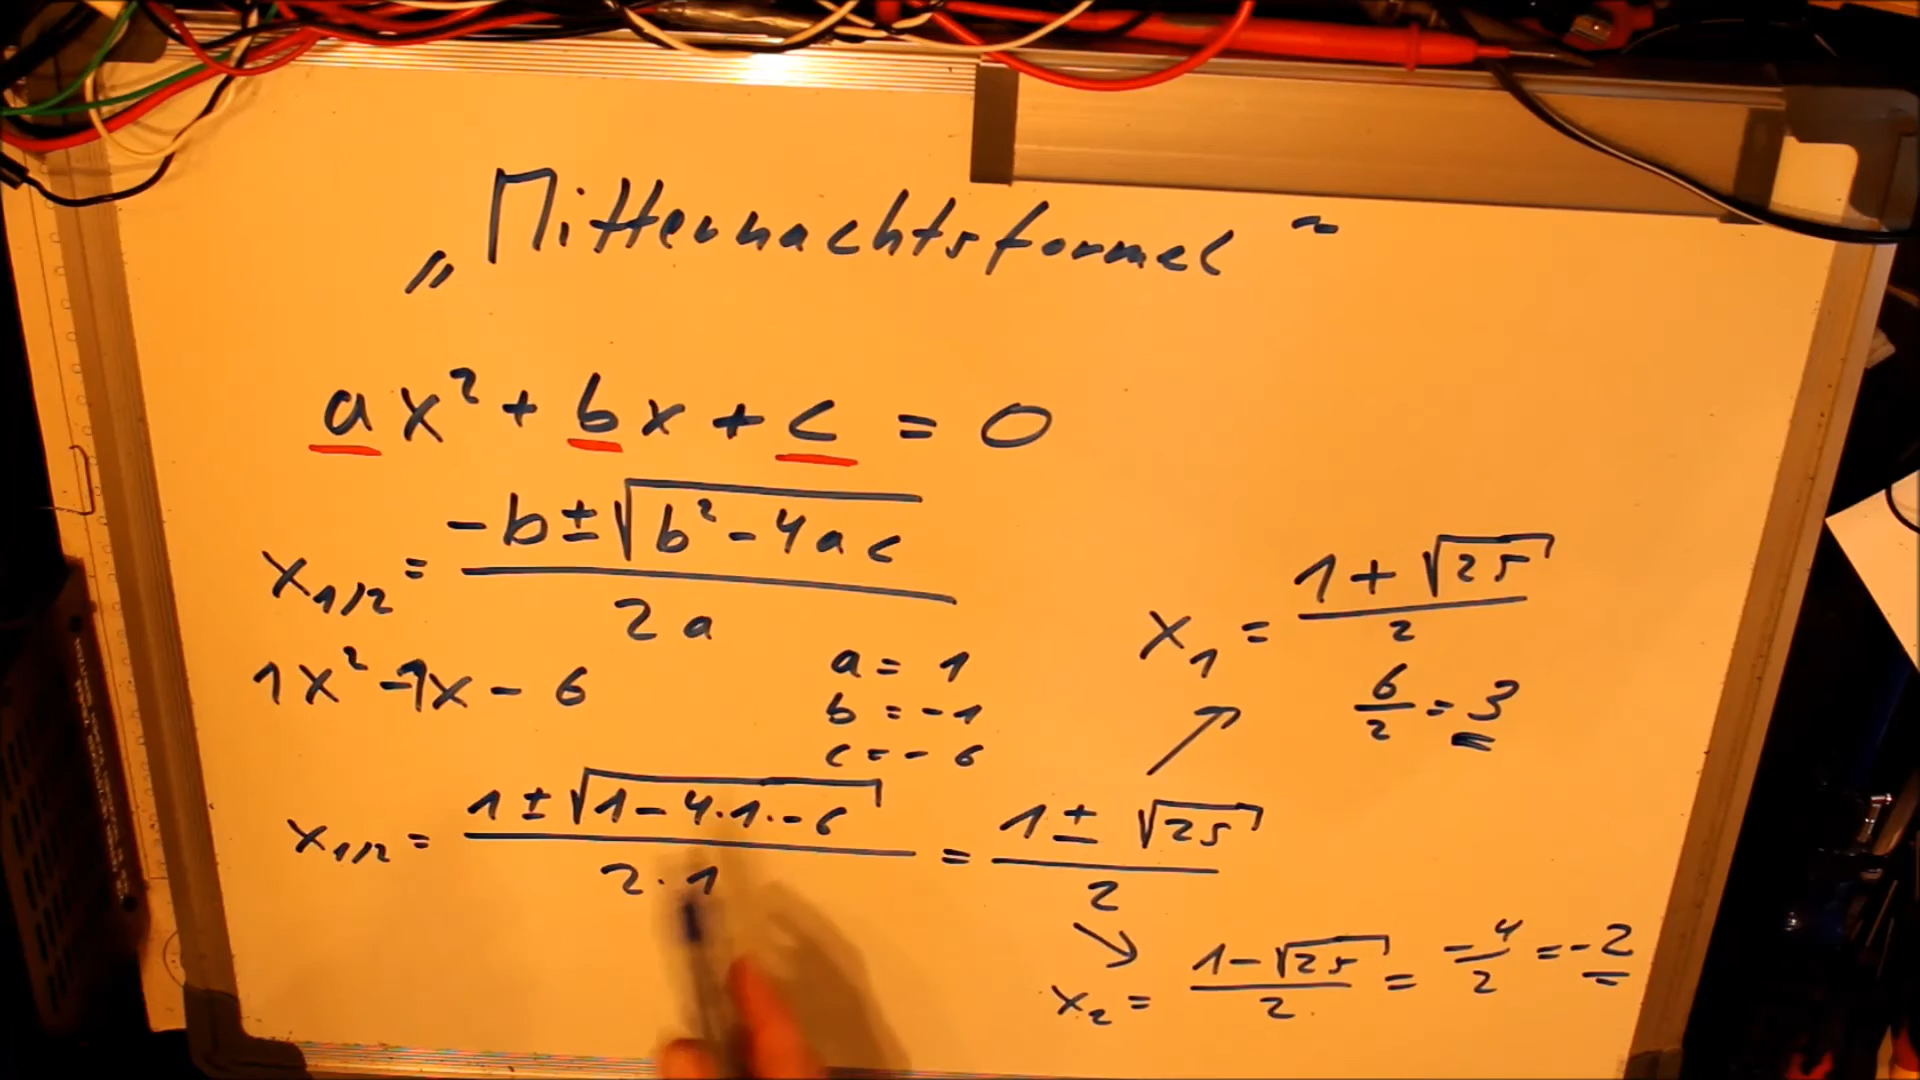 „Mitternachtsformel“
ax² + bx + c = 0
x₁/₂ = (-b ± √(b² - 4ac)) / 2a
1x² - 1x - 6
a = 1
b = -1
c = -6
x₁/₂ = (1 ± √(1 - 4·1·-6)) / 2·1 = (1 ± √25) / 2
x₁ = (1 + √25) / 2
6/2 = 3
x₂ = (1 - √25) / 2 = -4/2 = -2